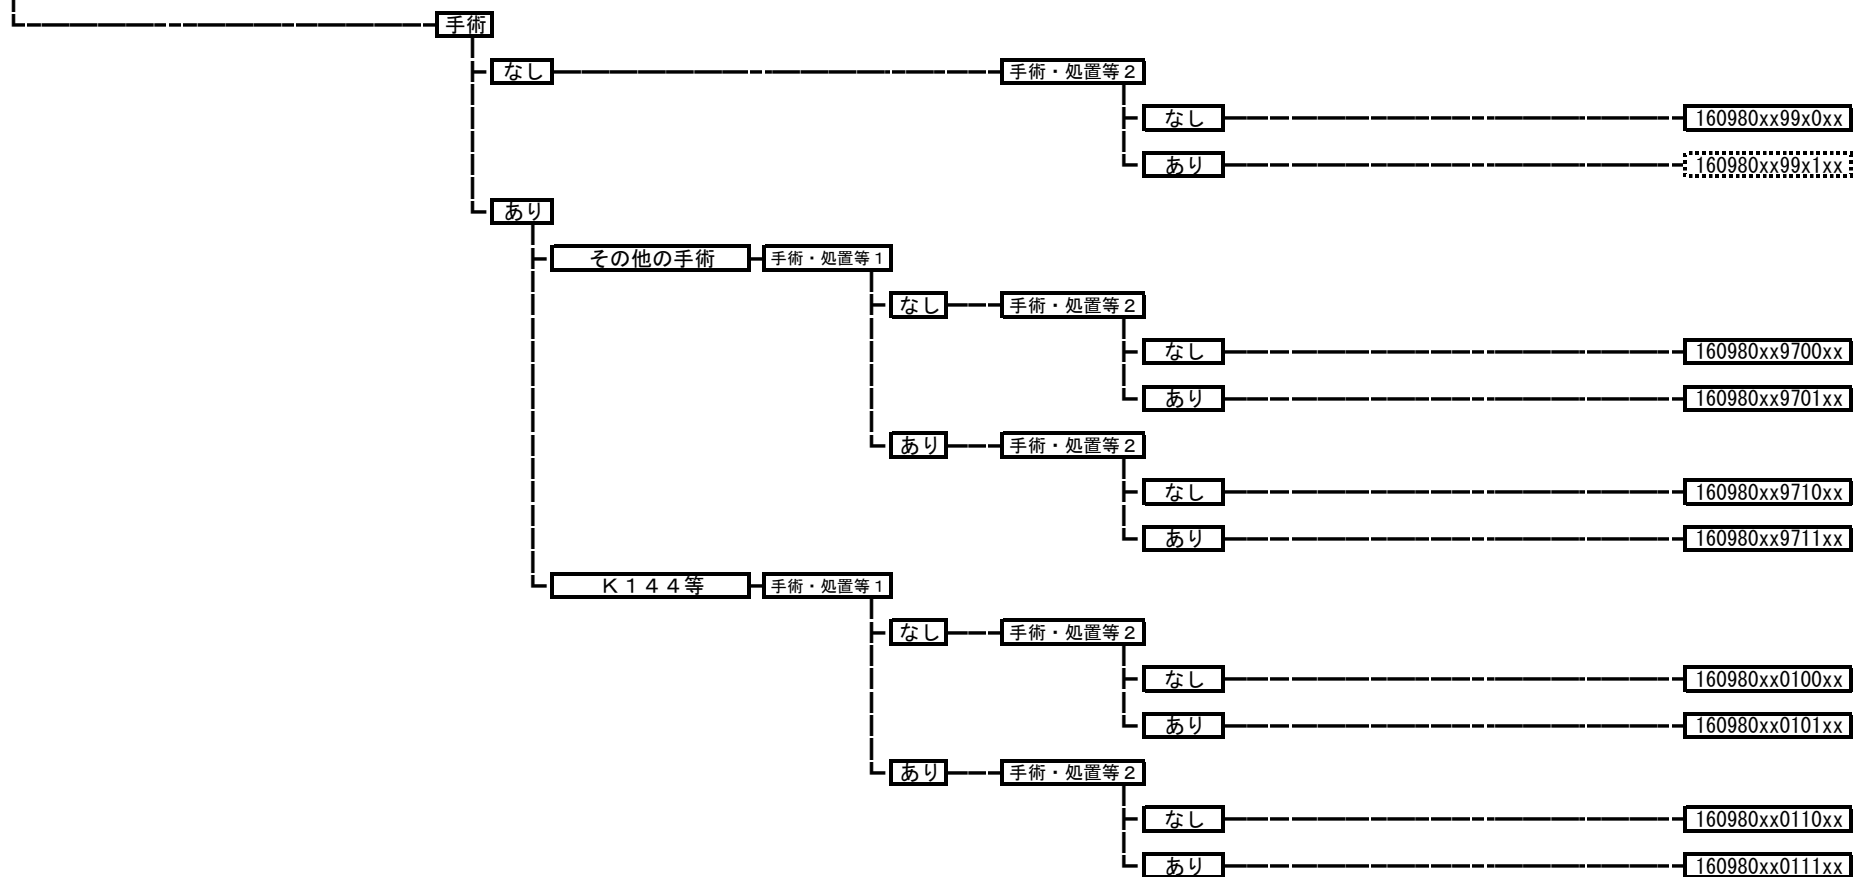 手術
なし 手術・処置等2
なし 160980xx99x0xx
あり 160980xx99x1xx
あり
その他の手術 手術・処置等1
なし 手術・処置等2
なし 160980xx9700xx
あり 160980xx9701xx
あり 手術・処置等2
なし 160980xx9710xx
あり 160980xx9711xx
K144等 手術・処置等1
なし 手術・処置等2
なし 160980xx0100xx
あり 160980xx0101xx
あり 手術・処置等2
なし 160980xx0110xx
あり 160980xx0111xx